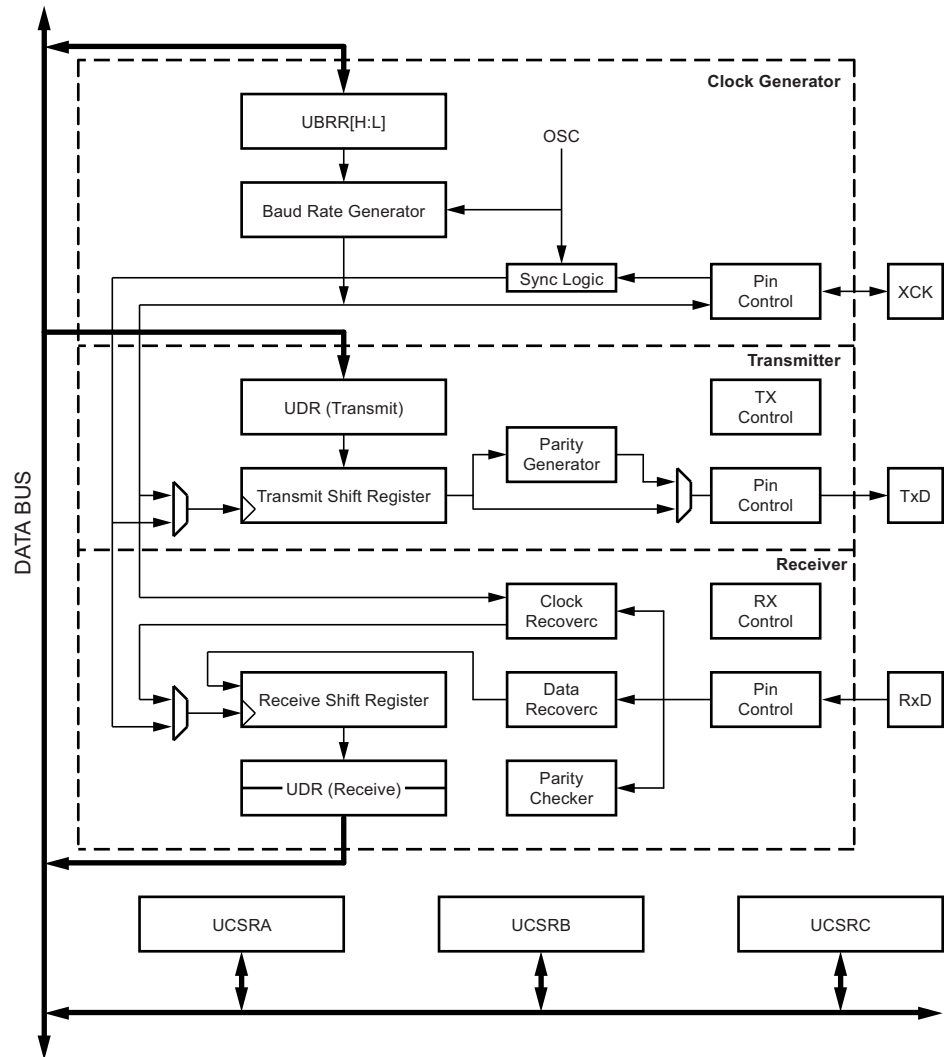 Clock Generator
UBRR[H:L]
OSC
Baud Rate Generator
Sync Logic
Pin
Control
XCK
DATA BUS
Transmitter
UDR (Transmit)
TX
Control
Parity
Generator
Transmit Shift Register
Pin
Control
TxD
Receiver
Clock
Recoverc
RX
Control
Receive Shift Register
Data
Recoverc
Pin
Control
RxD
UDR (Receive)
Parity
Checker
UCSRA
UCSRB
UCSRC